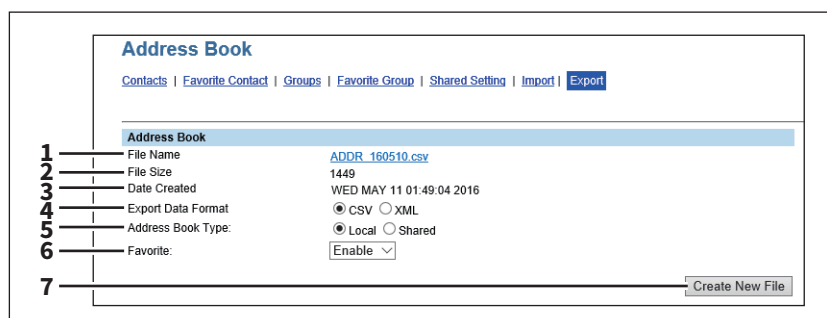 Address Book
Contacts | Favorite Contact | Groups | Favorite Group | Shared Setting | Import | Export
Address Book
1 File Name ADDR_160510.csv
2 File Size 1449
3 Date Created WED MAY 11 01:49:04 2016
4 Export Data Format CSV XML
5 Address Book Type: Local Shared
6 Favorite: Enable
7 Create New File